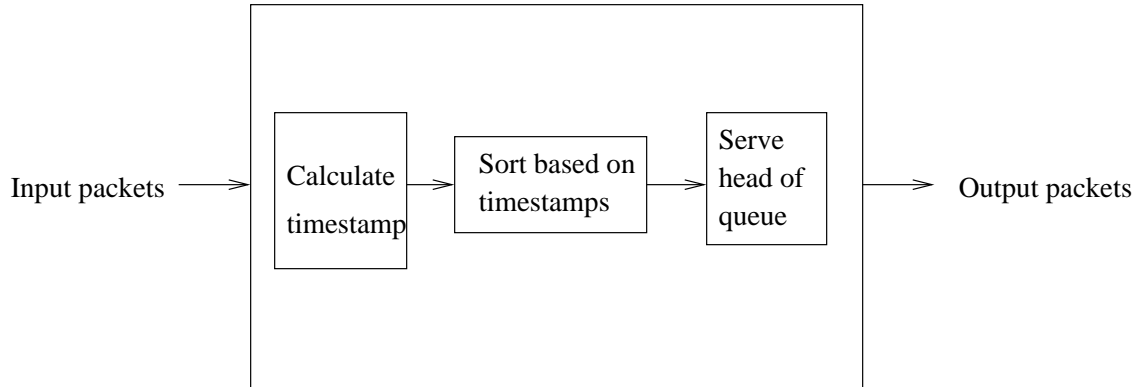 Input packets
Calculate
timestamp
Sort based on
timestamps
Serve
head of
queue
Output packets